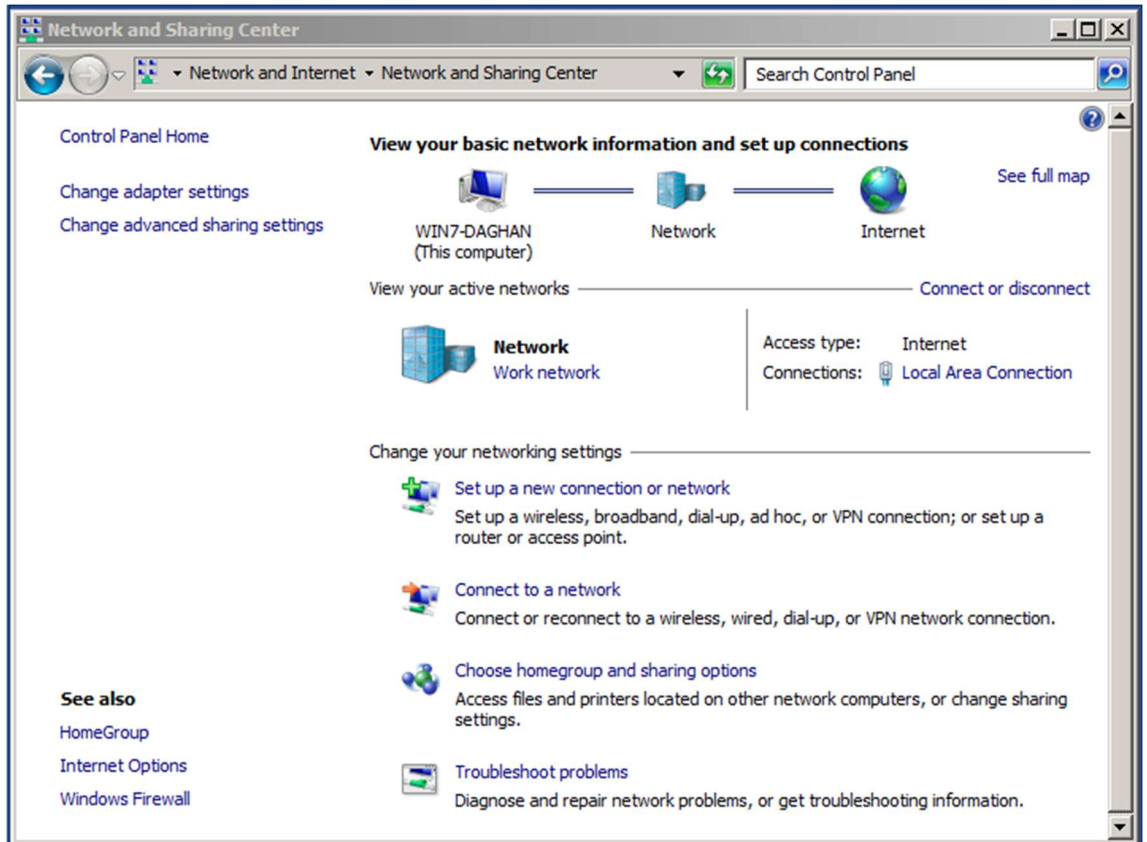 Network and Sharing Center
Network and Internet
Network and Sharing Center
Search Control Panel
Control Panel Home
Change adapter settings
Change advanced sharing settings
View your basic network information and set up connections
See full map
WIN7-DAGHAN
(This computer)
Network
Internet
View your active networks
Connect or disconnect
Network
Work network
Access type: Internet
Connections: Local Area Connection
Change your networking settings
Set up a new connection or network
Set up a wireless, broadband, dial-up, ad hoc, or VPN connection; or set up a
router or access point.
Connect to a network
Connect or reconnect to a wireless, wired, dial-up, or VPN network connection.
Choose homegroup and sharing options
Access files and printers located on other network computers, or change sharing
settings.
Troubleshoot problems
Diagnose and repair network problems, or get troubleshooting information.
See also
HomeGroup
Internet Options
Windows Firewall